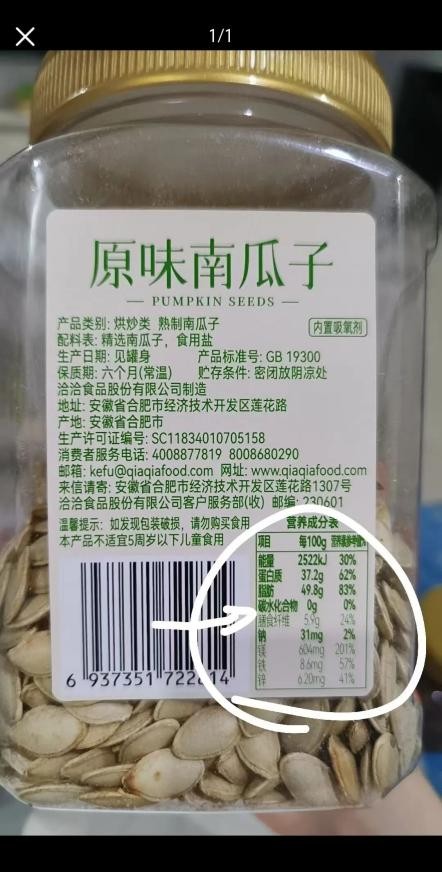 1/1
原味南瓜子
PUMPKIN SEEDS
产品类别: 烘炒类 熟制南瓜子
内置吸氧剂
配料表: 精选南瓜子, 食用盐
生产日期: 见罐身 产品标准号: GB 19300
保质期: 六个月(常温) 贮存条件: 密闭放阴凉处
洽洽食品股份有限公司制造
地址: 安徽省合肥市经济技术开发区莲花路
产地: 安徽省合肥市
生产许可证编号: SC11834010705158
消费者服务电话: 4008877819 8008680290
邮箱: kefu@qiaqiafood.com 网址: www.qiaqiafood.com
来信请寄: 安徽省合肥市经济技术开发区莲花路1307号
洽洽食品股份有限公司客户服务部(收) 邮编: 230601
温馨提示: 如发现包装破损, 请勿购买食用
本产品不适宜5周岁以下儿童食用
营养成分表
项目 每100g 营养素参考值%
能量 2522kJ 30%
蛋白质 37.2g 62%
脂肪 49.8g 83%
碳水化合物 0g 0%
膳食纤维 5.9g 24%
钠 31mg 2%
镁 604mg 201%
铁 8.6mg 57%
锌 6.20mg 41%
6 937351 722414